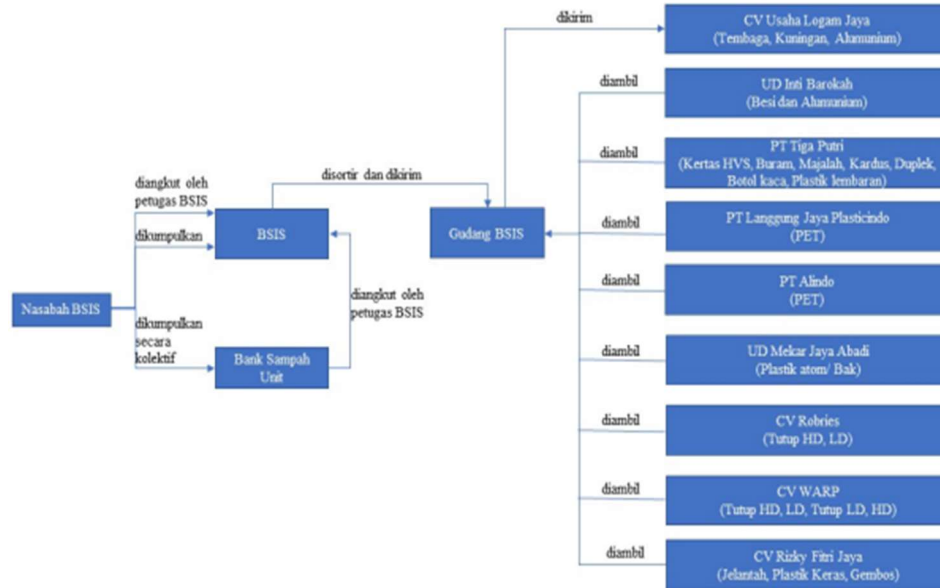 dikirim
CV Usaha Logam Jaya
(Tembaga, Kuningan, Alumunium)
diambil
UD Inti Barokah
(Besi dan Alumunium)
diambil
PT Tiga Putri
(Kertas HVS, Buram, Majalah, Kardus, Duplek,
Botol kaca, Plastik lembaran)
diangkut oleh
petugas BSIS
disortir dan dikirim
BSIS
Gudang BSIS
dikumpulkan
diambil
PT Langgung Jaya Plasticindo
(PET)
Nasabah BSIS
diangkut oleh
petugas BSIS
diambil
PT Alindo
(PET)
dikumpulkan
secara
kolektif
Bank Sampah
Unit
diambil
UD Mekar Jaya Abadi
(Plastik atom/ Bak)
diambil
CV Robries
(Tutup HD, LD)
diambil
CV WARP
(Tutup HD, LD, Tutup LD, HD)
diambil
CV Rizky Fitri Jaya
(Jelantah, Plastik Keras, Gembos)